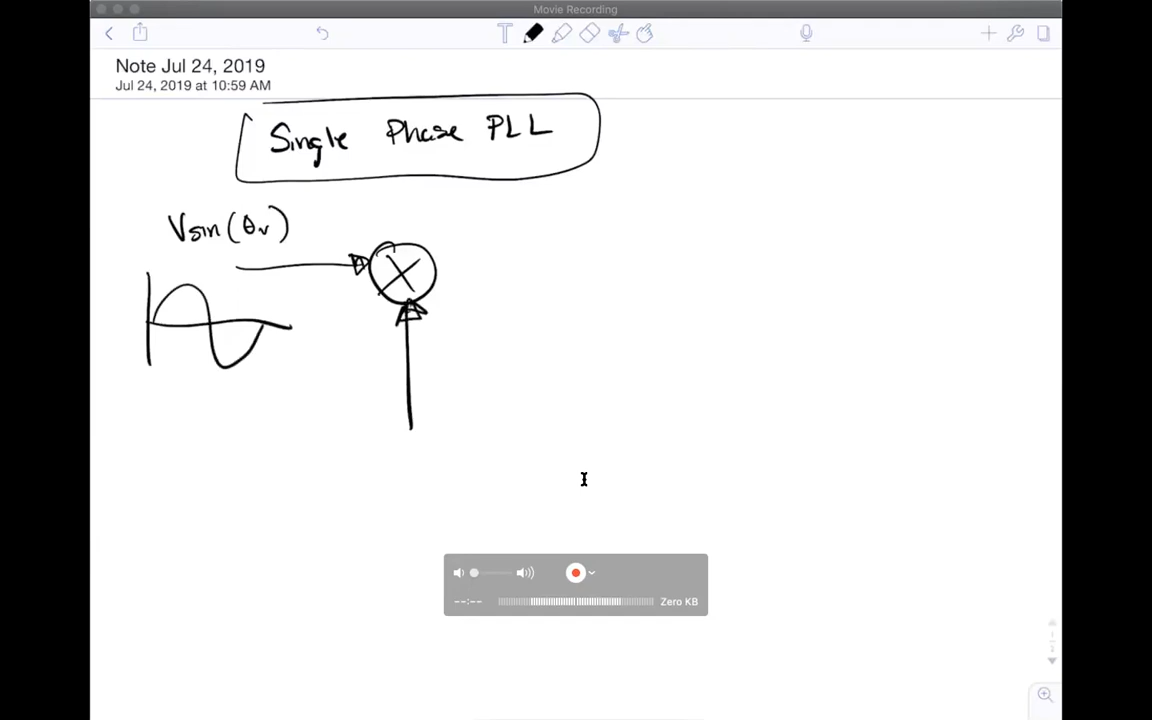 Movie Recording
Note Jul 24, 2019
Jul 24, 2019 at 10:59 AM
Single Phase PLL
Vsin(θv)
--:--
Zero KB